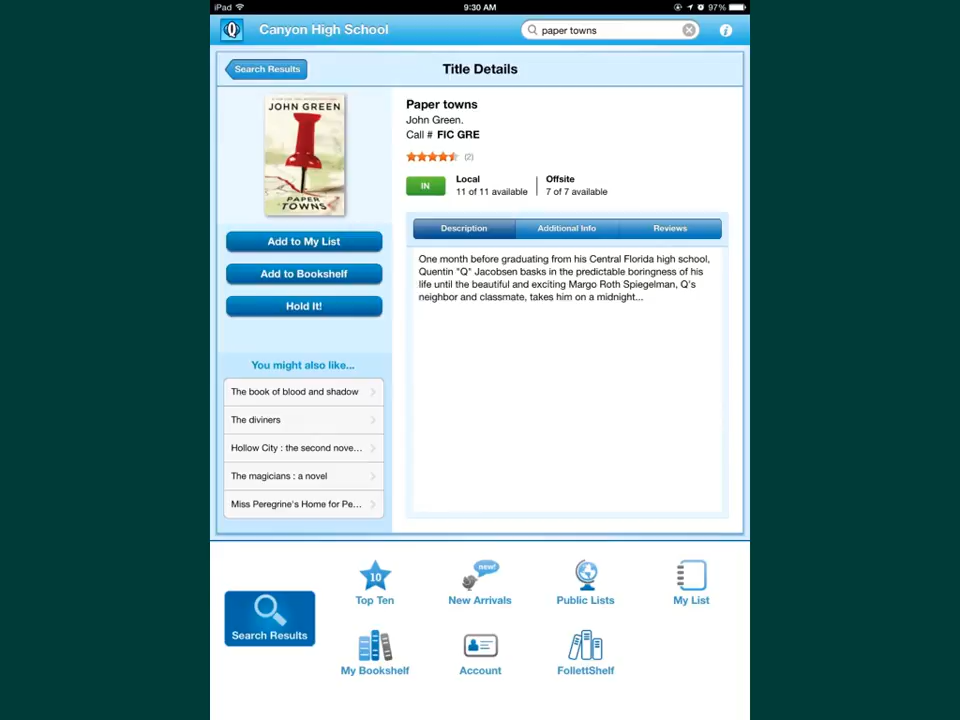 iPad
9:30 AM
97%
Q
Canyon High School
paper towns
Search Results
Title Details
JOHN GREEN
PAPER
TOWNS
Paper towns
John Green.
Call # FIC GRE
(2)
IN
Local
11 of 11 available
Offsite
7 of 7 available
Add to My List
Add to Bookshelf
Hold It!
Description
Additional Info
Reviews
One month before graduating from his Central Florida high school,
Quentin "Q" Jacobsen basks in the predictable boringness of his
life until the beautiful and exciting Margo Roth Spiegelman, Q's
neighbor and classmate, takes him on a midnight...
You might also like...
The book of blood and shadow
The diviners
Hollow City : the second nove...
The magicians : a novel
Miss Peregrine's Home for Pe...
Search Results
10
Top Ten
new!
New Arrivals
Public Lists
My List
My Bookshelf
Account
FollettShelf